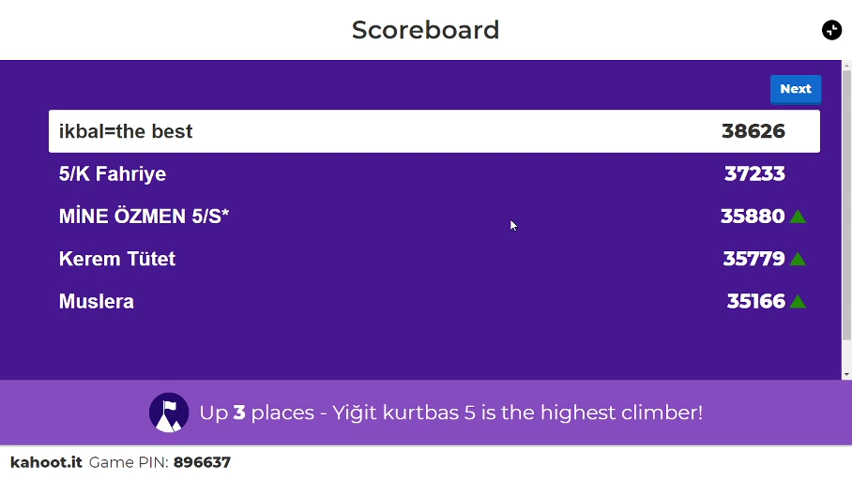 Scoreboard
Next
ikbal=the best 38626
5/K Fahriye 37233
MİNE ÖZMEN 5/S* 35880
Kerem Tütet 35779
Muslera 35166
Up 3 places - Yiğit kurtbas 5 is the highest climber!
kahoot.it Game PIN: 896637